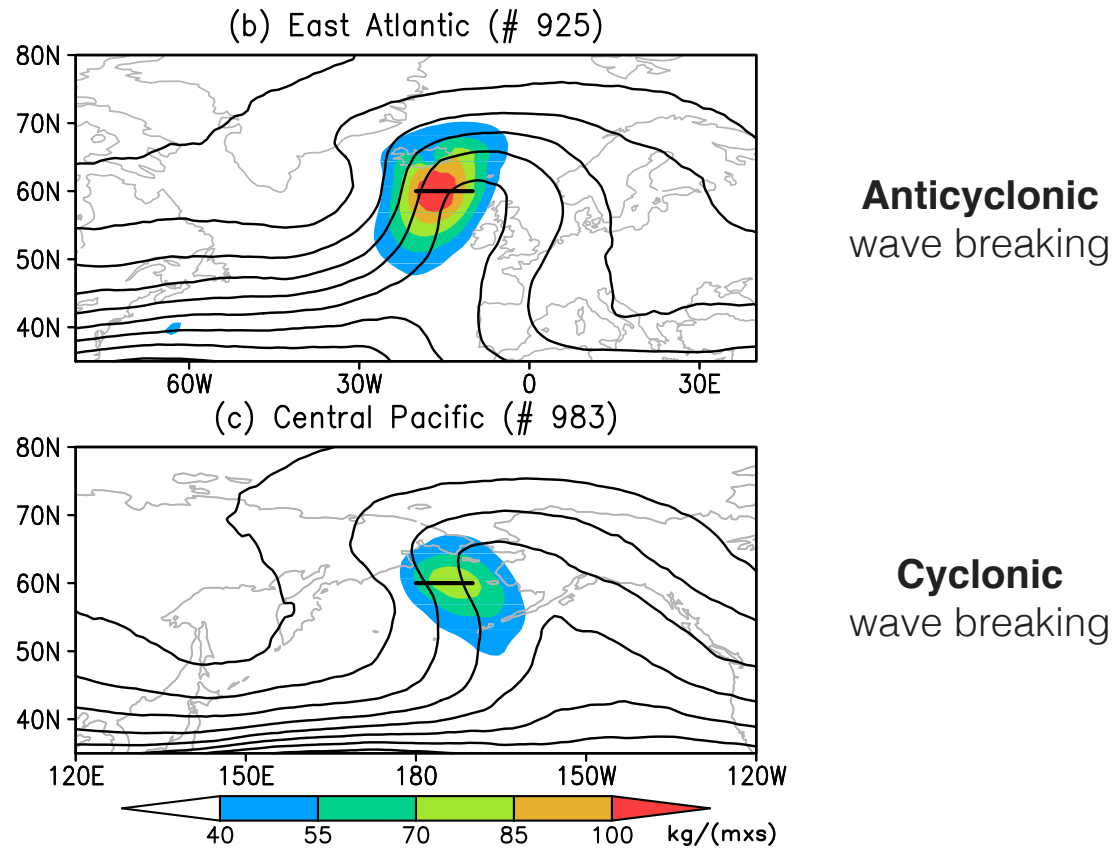 (b) East Atlantic (# 925)
80N
70N
60N
50N
40N
60W 30W 0 30E
Anticyclonic
wave breaking
(c) Central Pacific (# 983)
80N
70N
60N
50N
40N
120E 150E 180 150W 120W
Cyclonic
wave breaking
40 55 70 85 100 kg/(mxs)